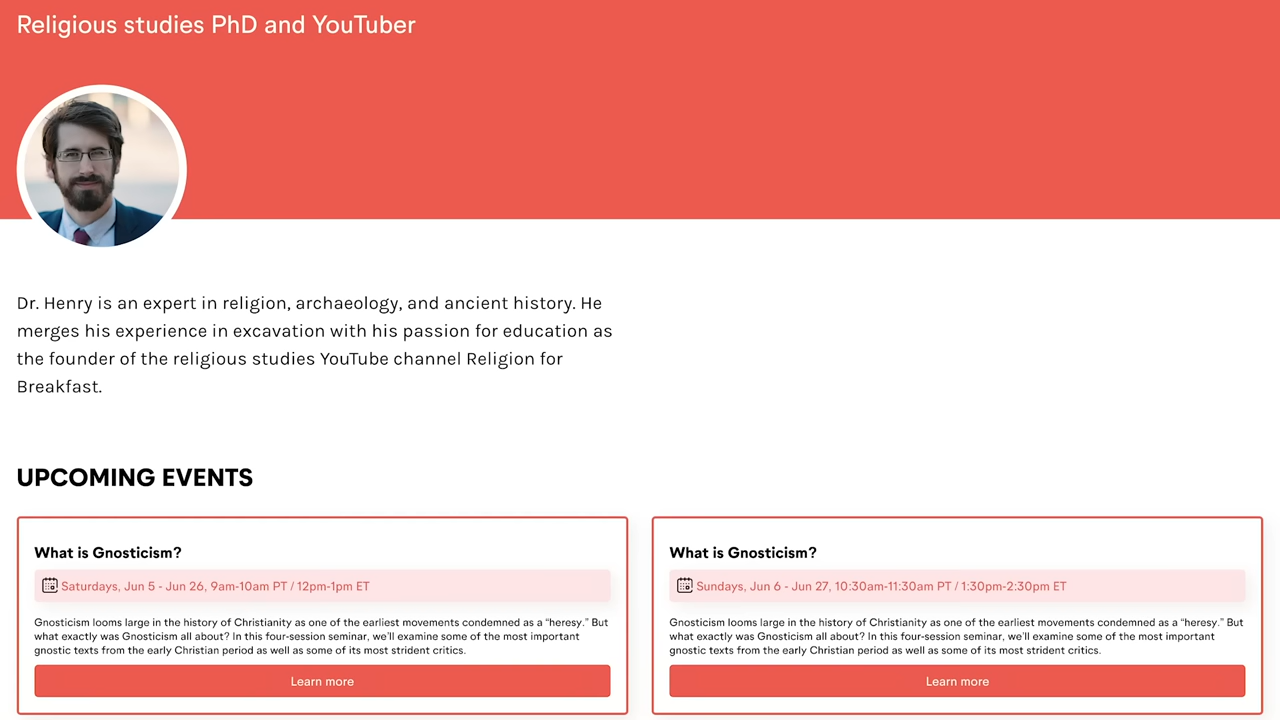 Religious studies PhD and YouTuber
Dr. Henry is an expert in religion, archaeology, and ancient history. He
merges his experience in excavation with his passion for education as
the founder of the religious studies YouTube channel Religion for
Breakfast.
UPCOMING EVENTS
What is Gnosticism?
Saturdays, Jun 5 - Jun 26, 9am-10am PT / 12pm-1pm ET
Gnosticism looms large in the history of Christianity as one of the earliest movements condemned as a “heresy.” But
what exactly was Gnosticism all about? In this four-session seminar, we’ll examine some of the most important
gnostic texts from the early Christian period as well as some of its most strident critics.
Learn more
What is Gnosticism?
Sundays, Jun 6 - Jun 27, 10:30am-11:30am PT / 1:30pm-2:30pm ET
Gnosticism looms large in the history of Christianity as one of the earliest movements condemned as a “heresy.” But
what exactly was Gnosticism all about? In this four-session seminar, we’ll examine some of the most important
gnostic texts from the early Christian period as well as some of its most strident critics.
Learn more